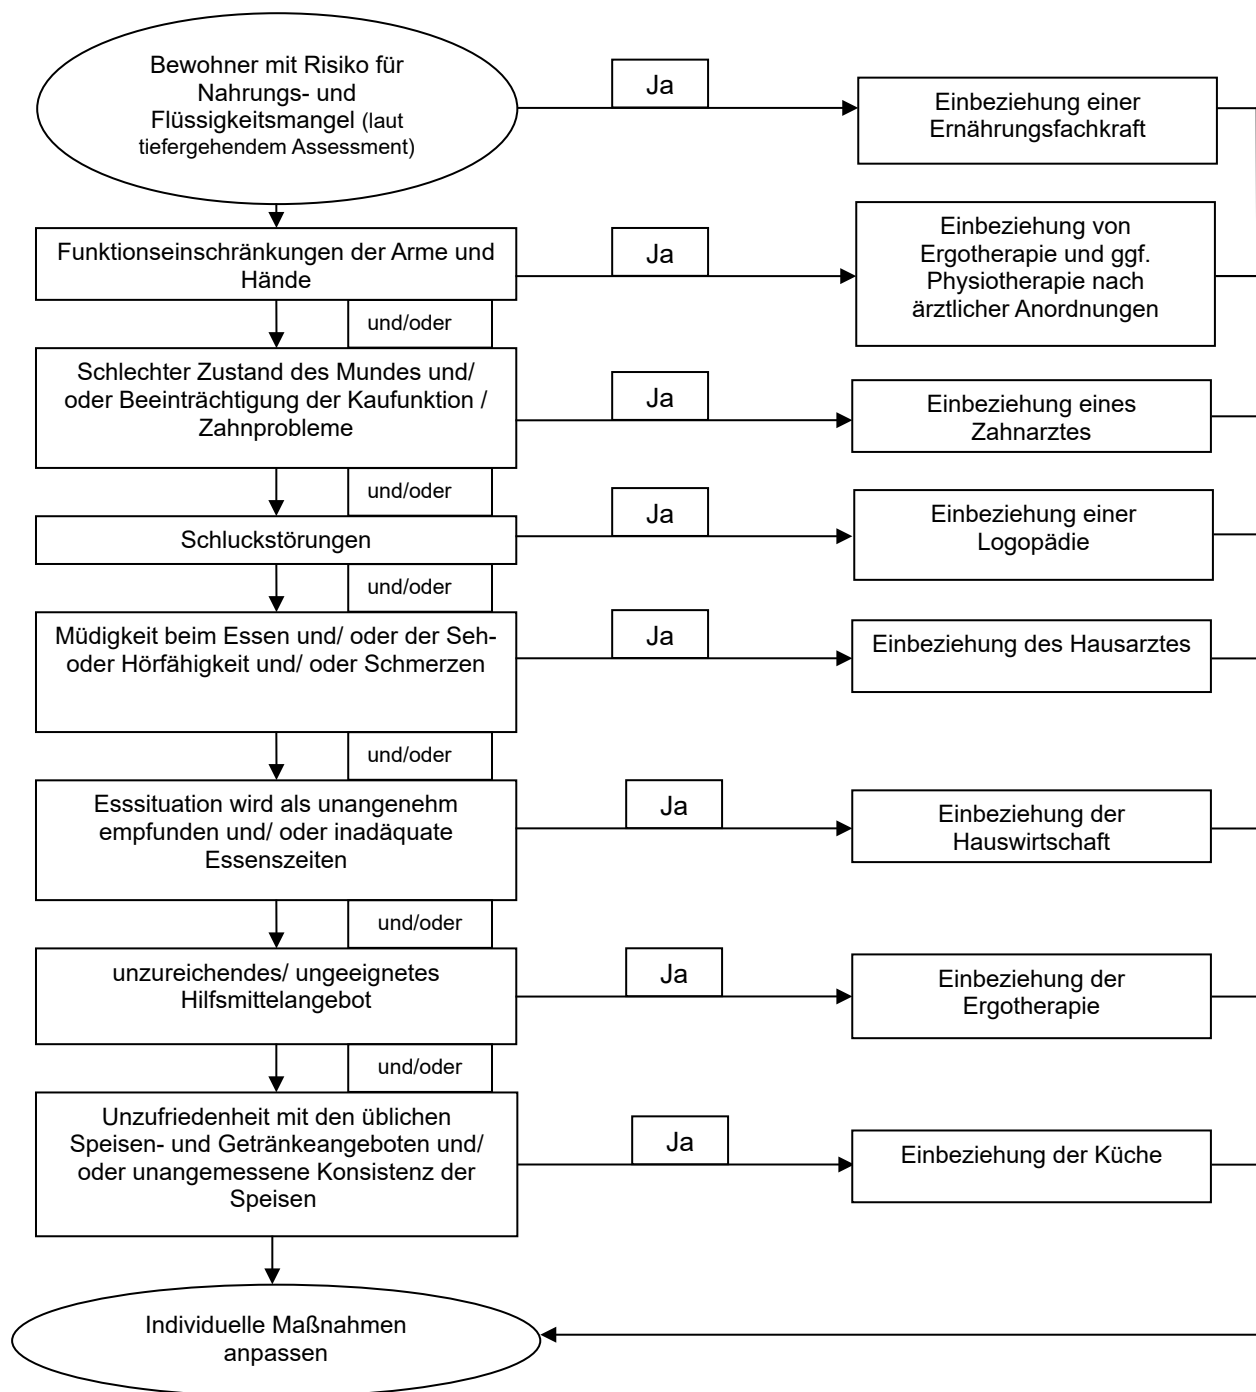 Bewohner mit Risiko für
Nahrungs- und
Flüssigkeitsmangel (laut
tiefergehendem Assessment)
Ja
Einbeziehung einer
Ernährungsfachkraft
Funktionseinschränkungen der Arme und
Hände
Ja
Einbeziehung von
Ergotherapie und ggf.
Physiotherapie nach
ärztlicher Anordnungen
und/oder
Schlechter Zustand des Mundes und/
oder Beeinträchtigung der Kaufunktion /
Zahnprobleme
Ja
Einbeziehung eines
Zahnarztes
und/oder
Schluckstörungen
Ja
Einbeziehung einer
Logopädie
und/oder
Müdigkeit beim Essen und/ oder der Seh-
oder Hörfähigkeit und/ oder Schmerzen
Ja
Einbeziehung des Hausarztes
und/oder
Esssituation wird als unangenehm
empfunden und/ oder inadäquate
Essenszeiten
Ja
Einbeziehung der
Hauswirtschaft
und/oder
unzureichendes/ ungeeignetes
Hilfsmittelangebot
Ja
Einbeziehung der
Ergotherapie
und/oder
Unzufriedenheit mit den üblichen
Speisen- und Getränkeangeboten und/
oder unangemessene Konsistenz der
Speisen
Ja
Einbeziehung der Küche
Individuelle Maßnahmen
anpassen